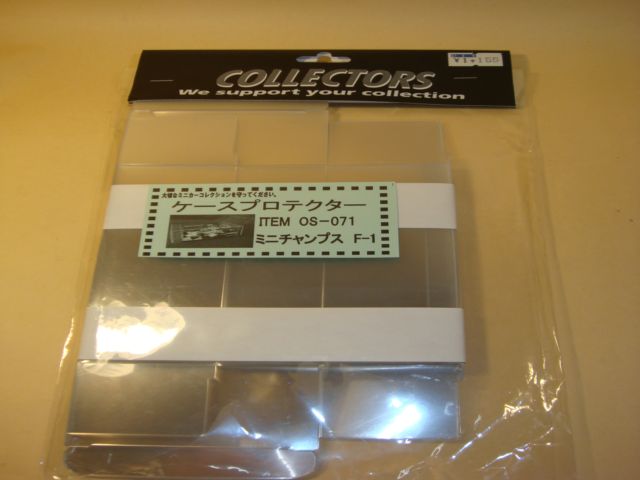 ¥1,155
COLLECTORS
We support your collection
大切なミニカーコレクションを守ってください。
ケースプロテクター
ITEM OS-071
ミニチャンプス F-1